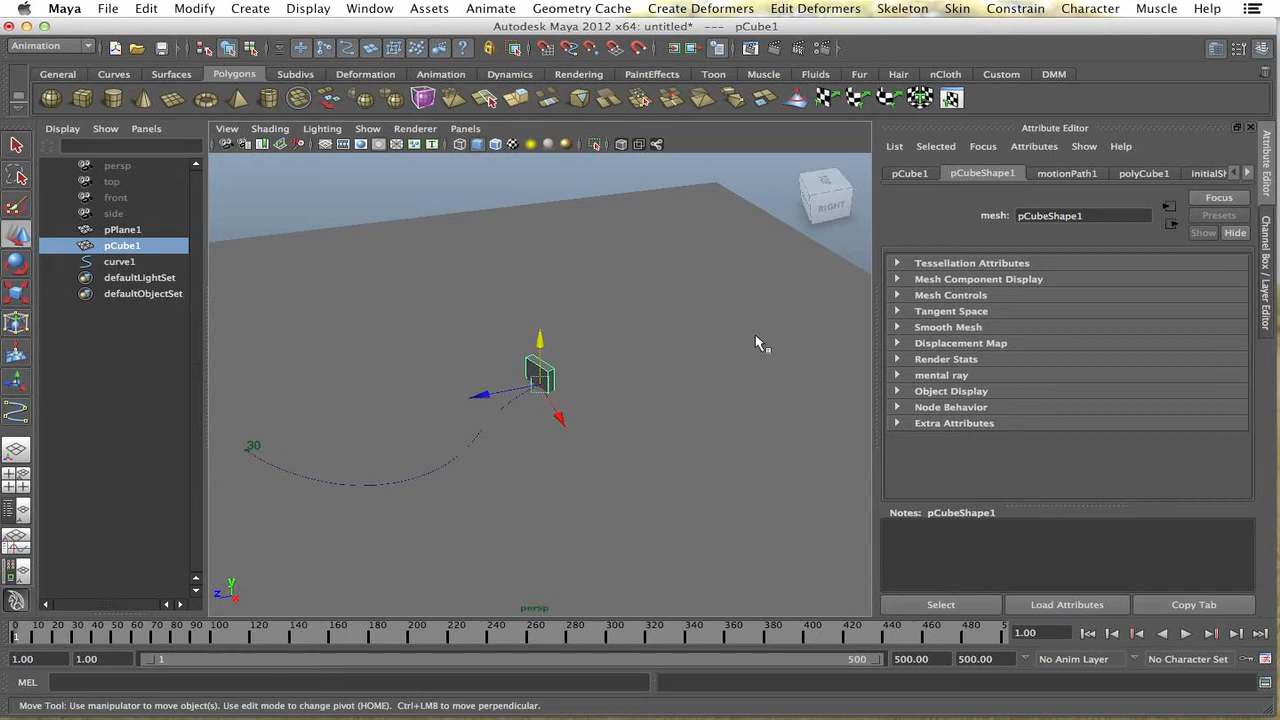 Maya File Edit Modify Create Display Window Assets Animate Geometry Cache Create Deformers Edit Deformers Skeleton Skin Constrain Character Muscle Help
Autodesk Maya 2012 x64: untitled* --- pCube1
Animation
General Curves Surfaces Polygons Subdivs Deformation Animation Dynamics Rendering PaintEffects Toon Muscle Fluids Fur Hair nCloth Custom DMM
Display Show Panels
View Shading Lighting Show Renderer Panels
Attribute Editor
List Selected Focus Attributes Show Help
persp
top
front
side
pPlane1
pCube1
curve1
defaultLightSet
defaultObjectSet
RIGHT
30
persp
y
z
x
pCube1 pCubeShape1 motionPath1 polyCube1 initialSh
mesh: pCubeShape1
Focus
Presets
Show Hide
Tessellation Attributes
Mesh Component Display
Mesh Controls
Tangent Space
Smooth Mesh
Displacement Map
Render Stats
mental ray
Object Display
Node Behavior
Extra Attributes
Notes: pCubeShape1
Select Load Attributes Copy Tab
Attribute Editor
Channel Box / Layer Editor
0 10 20 30 40 50 60 70 80 100 120 140 160 180 200 220 240 260 280 300 320 340 360 380 400 420 440 460 480 5
1
1.00
1.00 1.00 1 500 500.00 500.00 No Anim Layer No Character Set
MEL
Move Tool: Use manipulator to move object(s). Use edit mode to change pivot (HOME). Ctrl+LMB to move perpendicular.